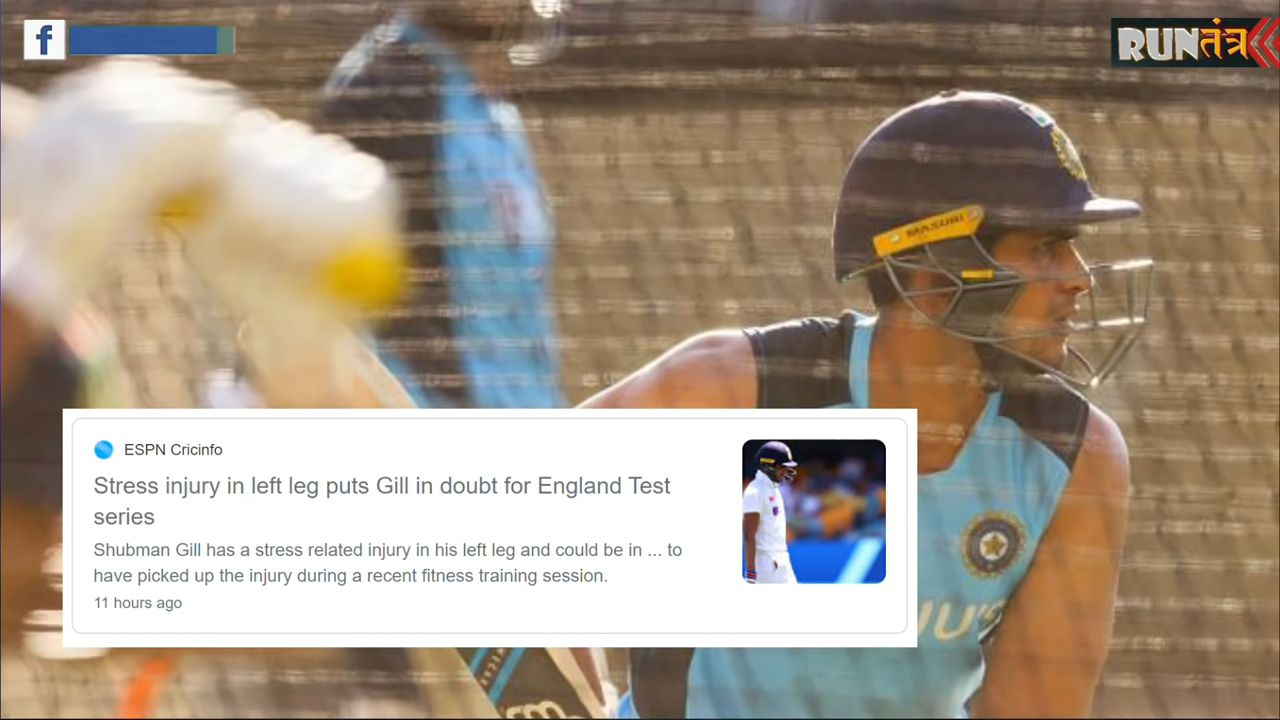 f
RUNतंत्र
MASURI
ESPN Cricinfo
Stress injury in left leg puts Gill in doubt for England Test
series
Shubman Gill has a stress related injury in his left leg and could be in ... to
have picked up the injury during a recent fitness training session.
11 hours ago
JU'S